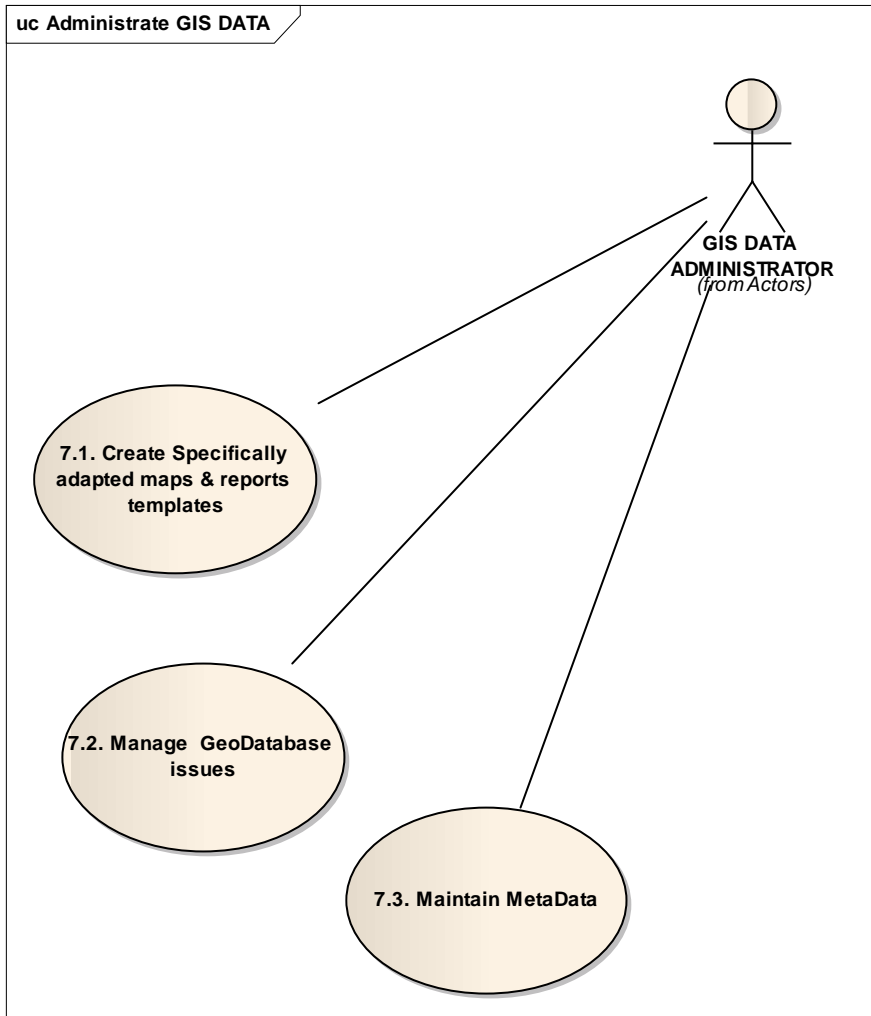 uc Administrate GIS DATA
GIS DATA
ADMINISTRATOR
(from Actors)
7.1. Create Specifically
adapted maps & reports
templates
7.2. Manage GeoDatabase
issues
7.3. Maintain MetaData